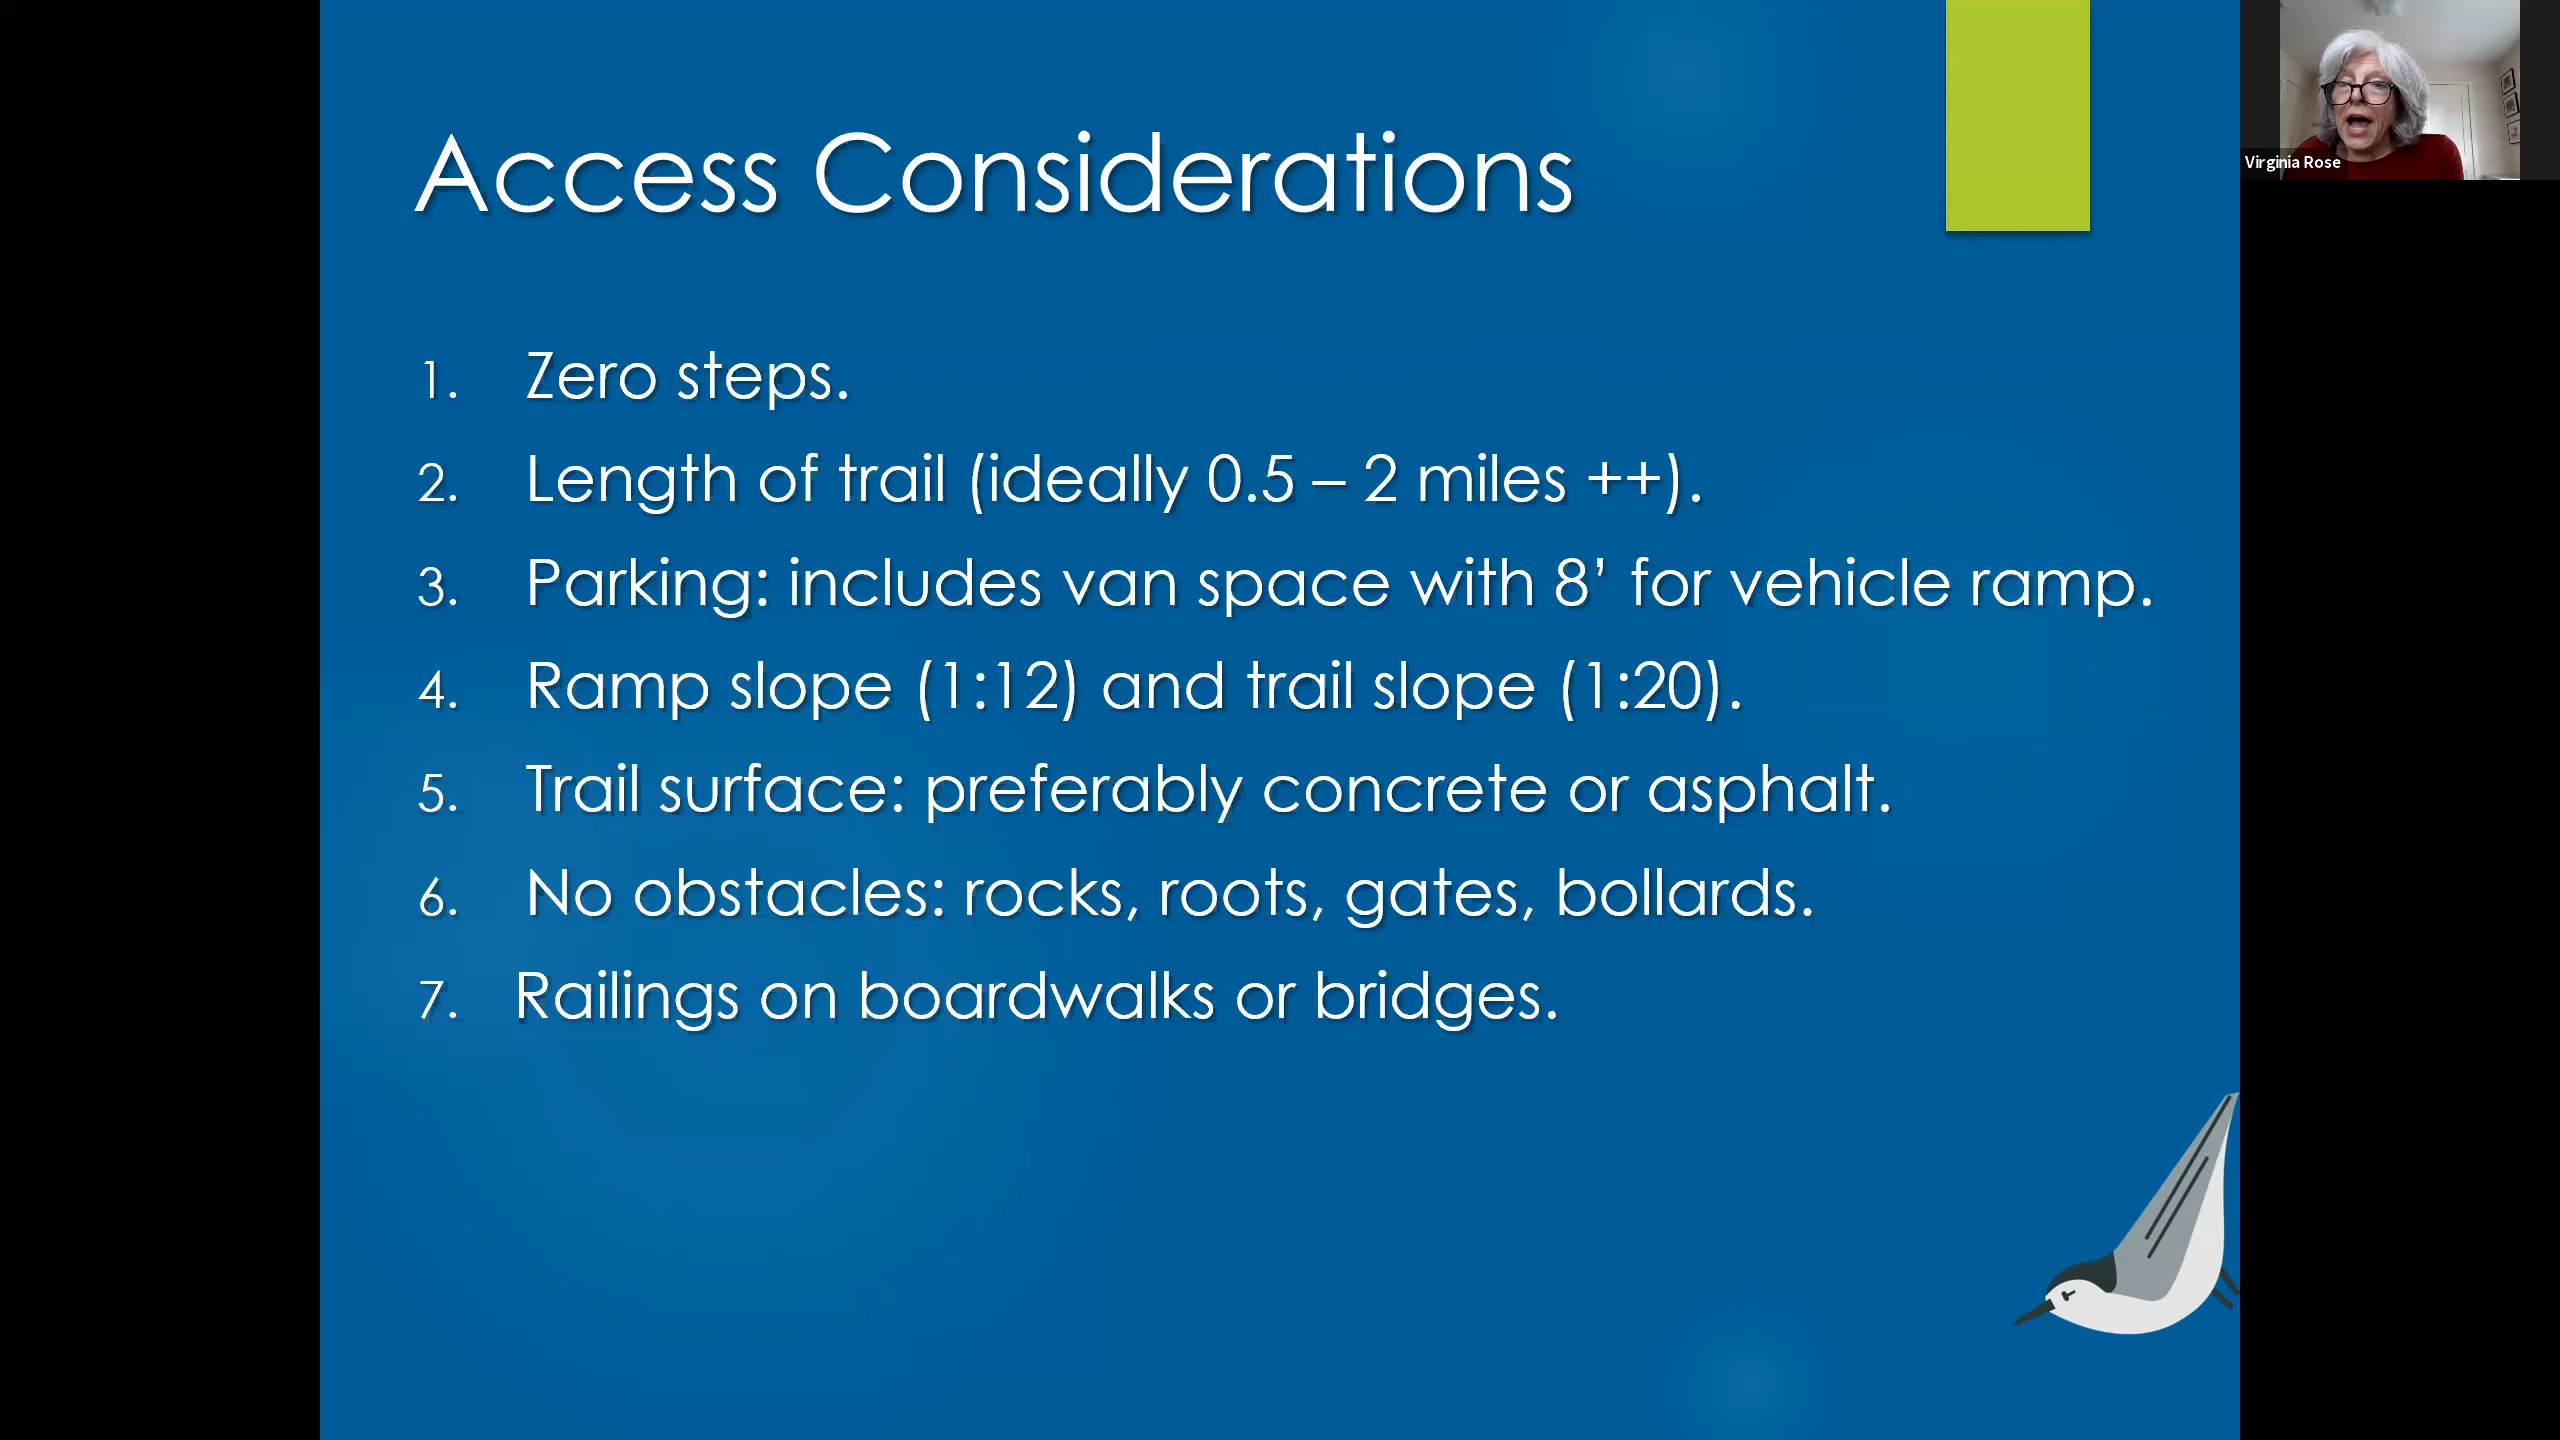 Access Considerations
Virginia Rose
1. Zero steps.
2. Length of trail (ideally 0.5 – 2 miles ++).
3. Parking: includes van space with 8’ for vehicle ramp.
4. Ramp slope (1:12) and trail slope (1:20).
5. Trail surface: preferably concrete or asphalt.
6. No obstacles: rocks, roots, gates, bollards.
7. Railings on boardwalks or bridges.